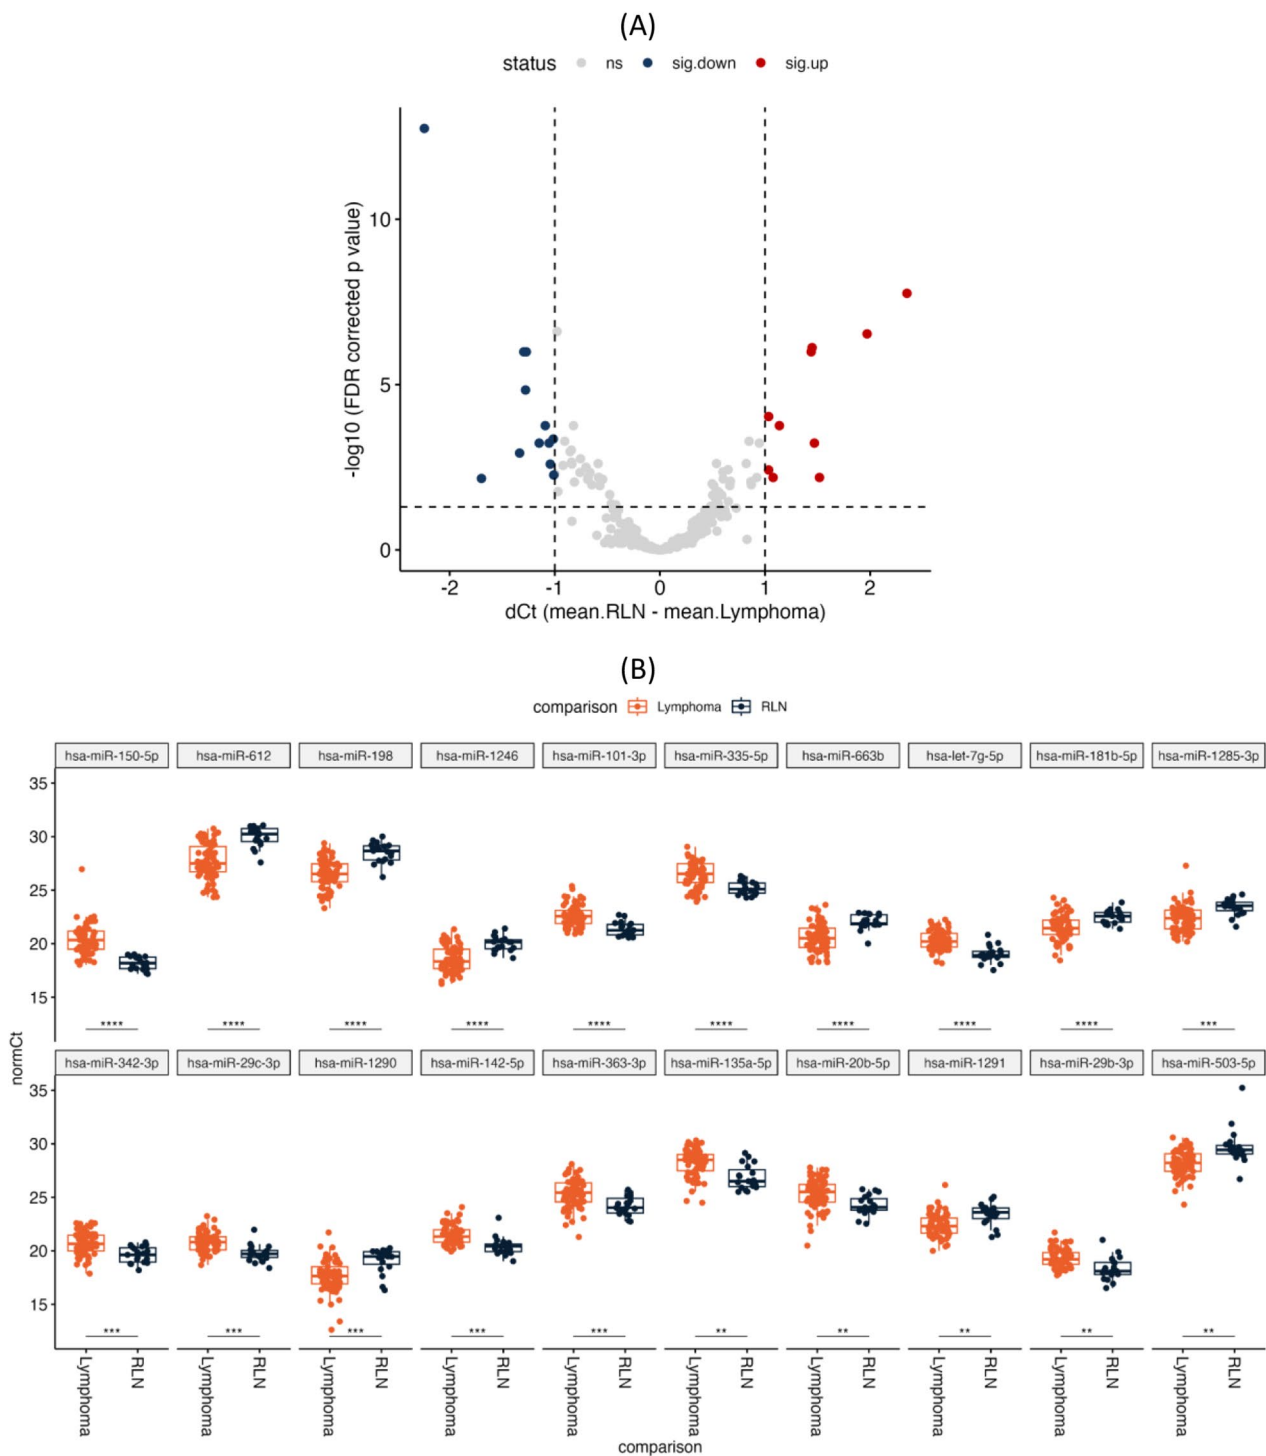 (A)
status ns sig.down sig.up
-log10 (FDR corrected p value)
10
5
0
-2 -1 0 1 2
dCt (mean.RLN - mean.Lymphoma)
(B)
comparison Lymphoma RLN
hsa-miR-150-5p hsa-miR-612 hsa-miR-198 hsa-miR-1246 hsa-miR-101-3p hsa-miR-335-5p hsa-miR-663b hsa-let-7g-5p hsa-miR-181b-5p hsa-miR-1285-3p
35
30
25
20
15
**** **** **** **** **** **** **** **** **** ***
normCt
hsa-miR-342-3p hsa-miR-29c-3p hsa-miR-1290 hsa-miR-142-5p hsa-miR-363-3p hsa-miR-135a-5p hsa-miR-20b-5p hsa-miR-1291 hsa-miR-29b-3p hsa-miR-503-5p
35
30
25
20
15
*** *** *** *** *** ** ** ** ** **
Lymphoma RLN Lymphoma RLN Lymphoma RLN Lymphoma RLN Lymphoma RLN Lymphoma RLN Lymphoma RLN Lymphoma RLN Lymphoma RLN Lymphoma RLN
comparison